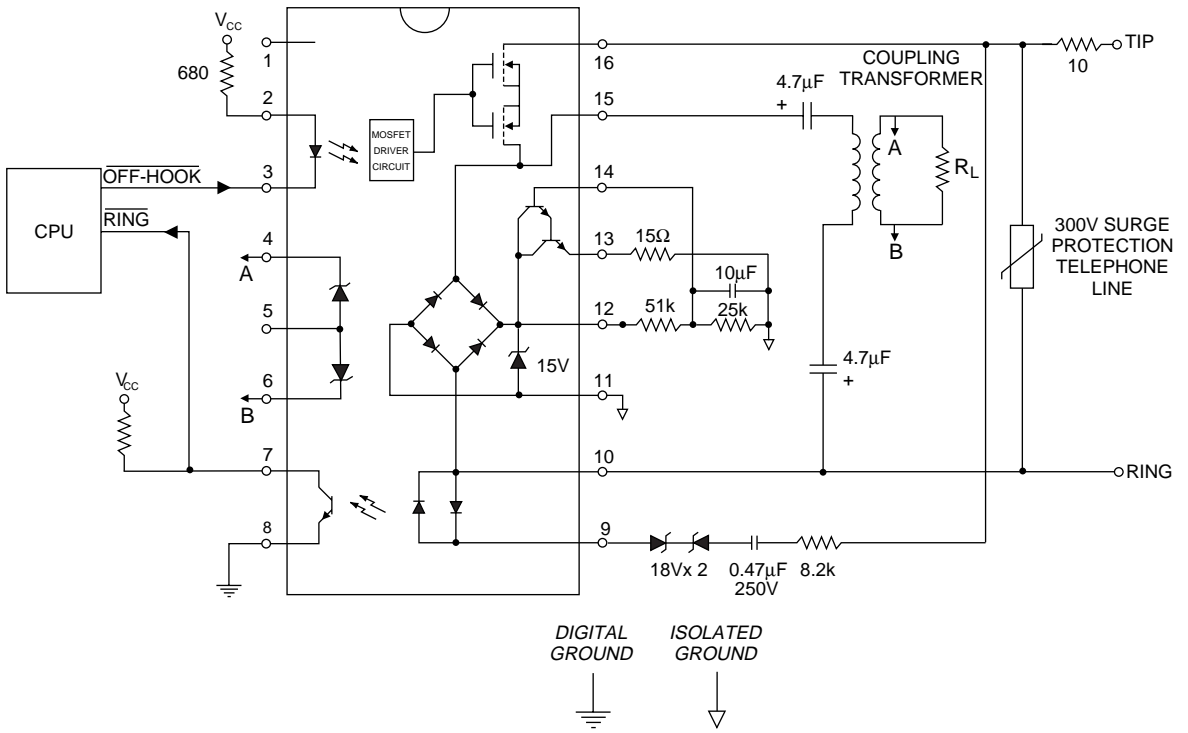 VCC
680
1
2
3
4
5
6
7
8
9
10
11
12
13
14
15
16
MOSFET
DRIVER
CIRCUIT
CPU
OFF-HOOK
RING
A
B
VCC
15V
15Ω
10μF
51k
25k
4.7μF
+
COUPLING
TRANSFORMER
A
B
RL
4.7μF
+
TIP
10
300V SURGE
PROTECTION
TELEPHONE
LINE
RING
18Vx 2
0.47μF
250V
8.2k
DIGITAL
GROUND
ISOLATED
GROUND